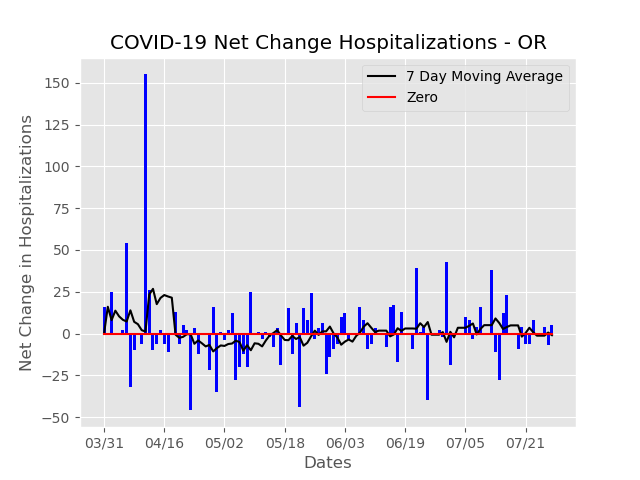 COVID-19 Net Change Hospitalizations - OR
7 Day Moving Average
Zero
Net Change in Hospitalizations
150
125
100
75
50
25
0
−25
−50
03/31 04/16 05/02 05/18 06/03 06/19 07/05 07/21
Dates